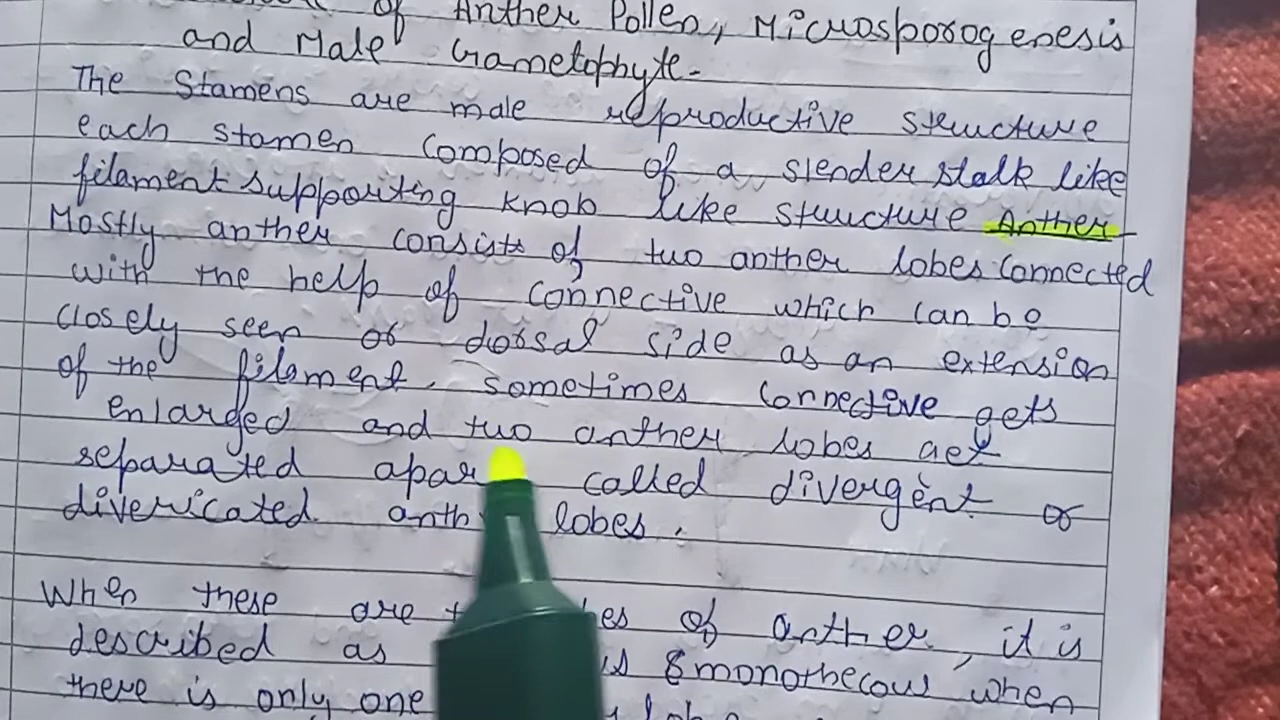 of Anther Pollen, Microsporogenesis
and Male Gametophyte-
The Stamens are male reproductive structure
each stamen composed of a slender stalk like
filament supporting knob like structure Anther
Mostly anther consists of two anther lobes connected
with the help of connective which can be
closely seen of dorsal side as an extension
of the filament. sometimes connective gets
enlarged and two anther lobes get
separated apar called divergent or
divericated anth lobes.
When these are of anther, it is
described as & monothecous when
there is only one